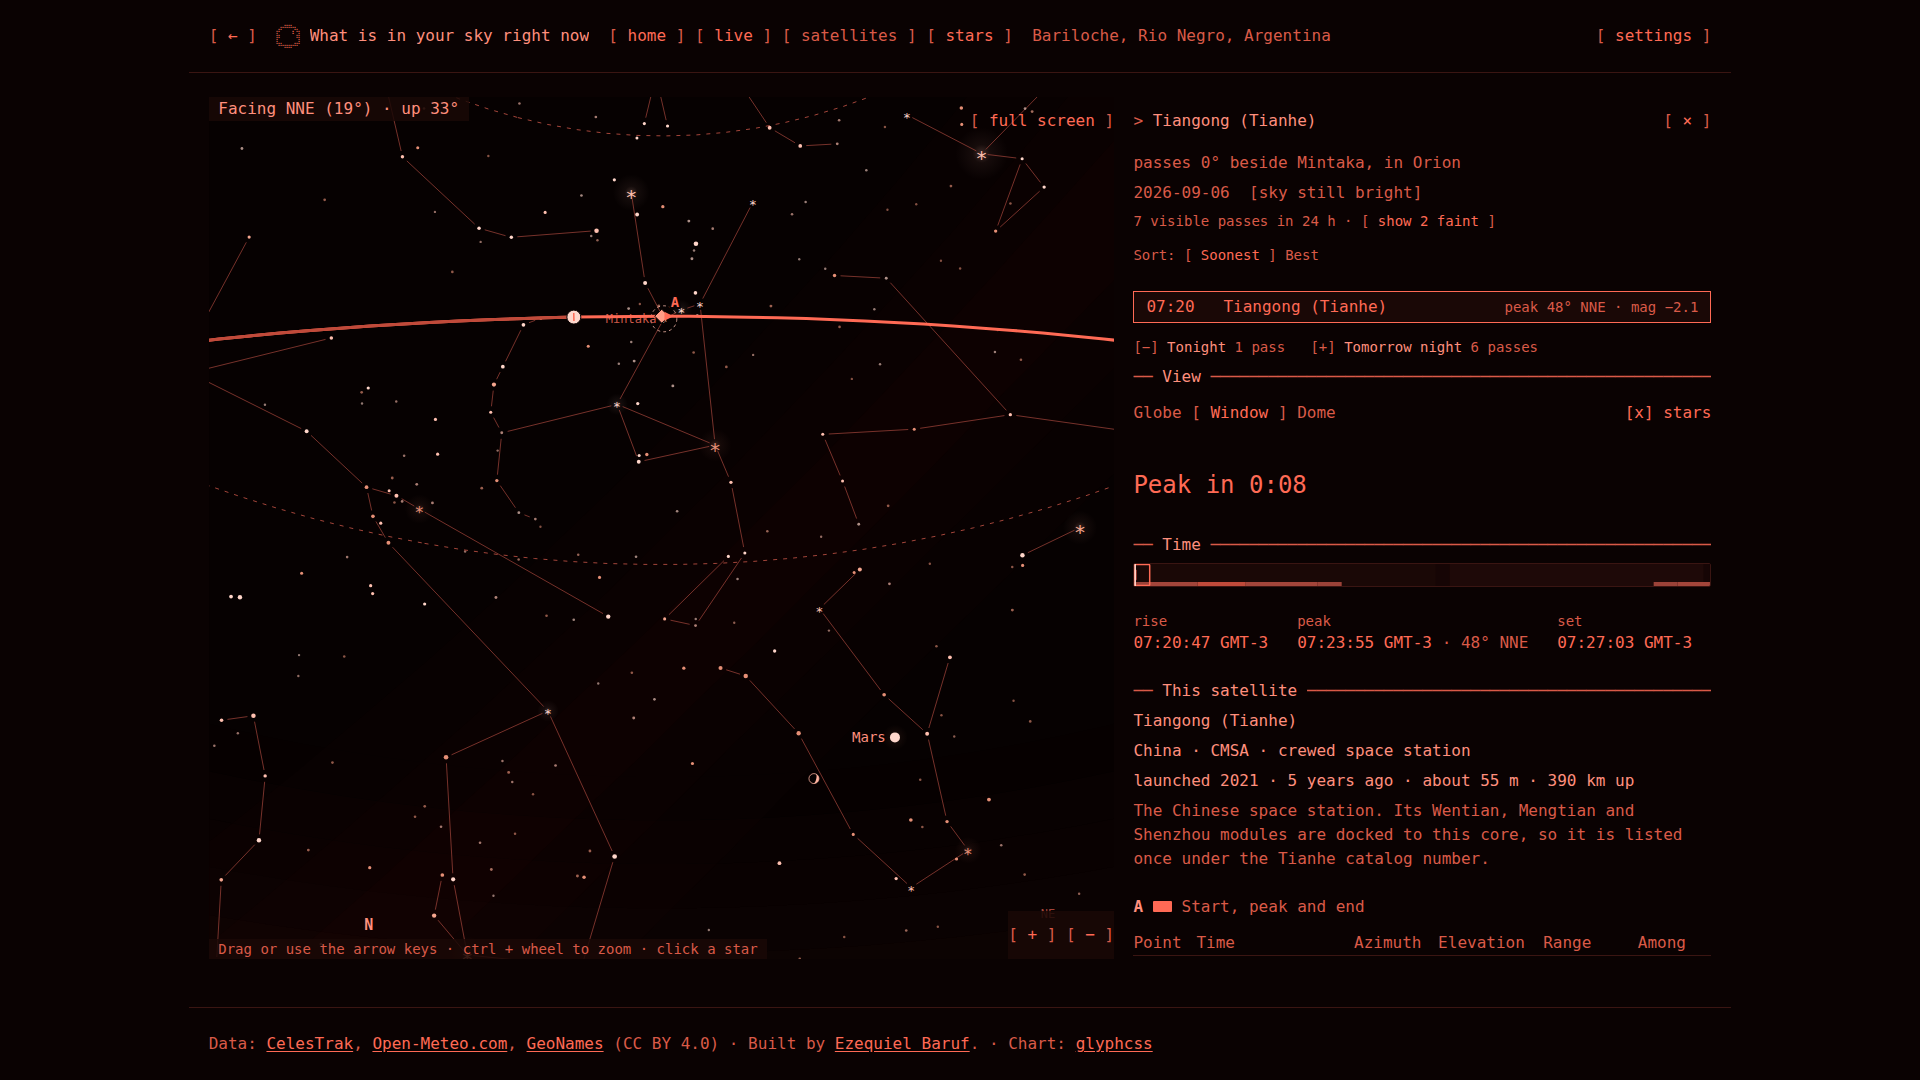 [ ← ] What is in your sky right now [ home ] [ live ] [ satellites ] [ stars ] Bariloche, Rio Negro, Argentina [ settings ]
Facing NNE (19°) · up 33°
[ full screen ]
A
Mintaka
Mars
N
NE
Drag or use the arrow keys · ctrl + wheel to zoom · click a star
[ + ] [ − ]
> Tiangong (Tianhe) [ × ]
passes 0° beside Mintaka, in Orion
2026-09-06 [sky still bright]
7 visible passes in 24 h · [ show 2 faint ]
Sort: [ Soonest ] Best
07:20 Tiangong (Tianhe) peak 48° NNE · mag −2.1
[−] Tonight 1 pass [+] Tomorrow night 6 passes
View
Globe [ Window ] Dome [x] stars
Peak in 0:08
Time
rise peak set
07:20:47 GMT-3 07:23:55 GMT-3 · 48° NNE 07:27:03 GMT-3
This satellite
Tiangong (Tianhe)
China · CMSA · crewed space station
launched 2021 · 5 years ago · about 55 m · 390 km up
The Chinese space station. Its Wentian, Mengtian and
Shenzhou modules are docked to this core, so it is listed
once under the Tianhe catalog number.
A Start, peak and end
Point Time Azimuth Elevation Range Among
Data: CelesTrak, Open-Meteo.com, GeoNames (CC BY 4.0) · Built by Ezequiel Baruf. · Chart: glyphcss